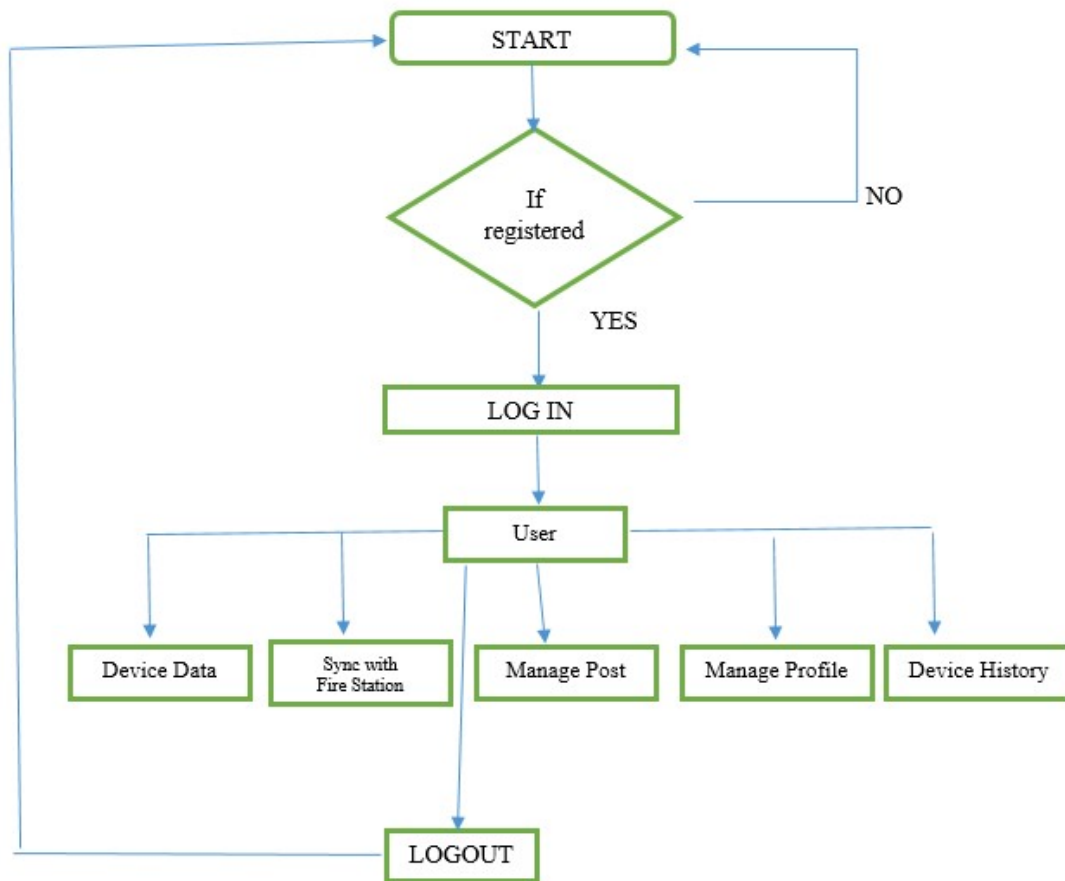 START
If
registered
NO
YES
LOG IN
User
Device Data
Sync with
Fire Station
Manage Post
Manage Profile
Device History
LOGOUT